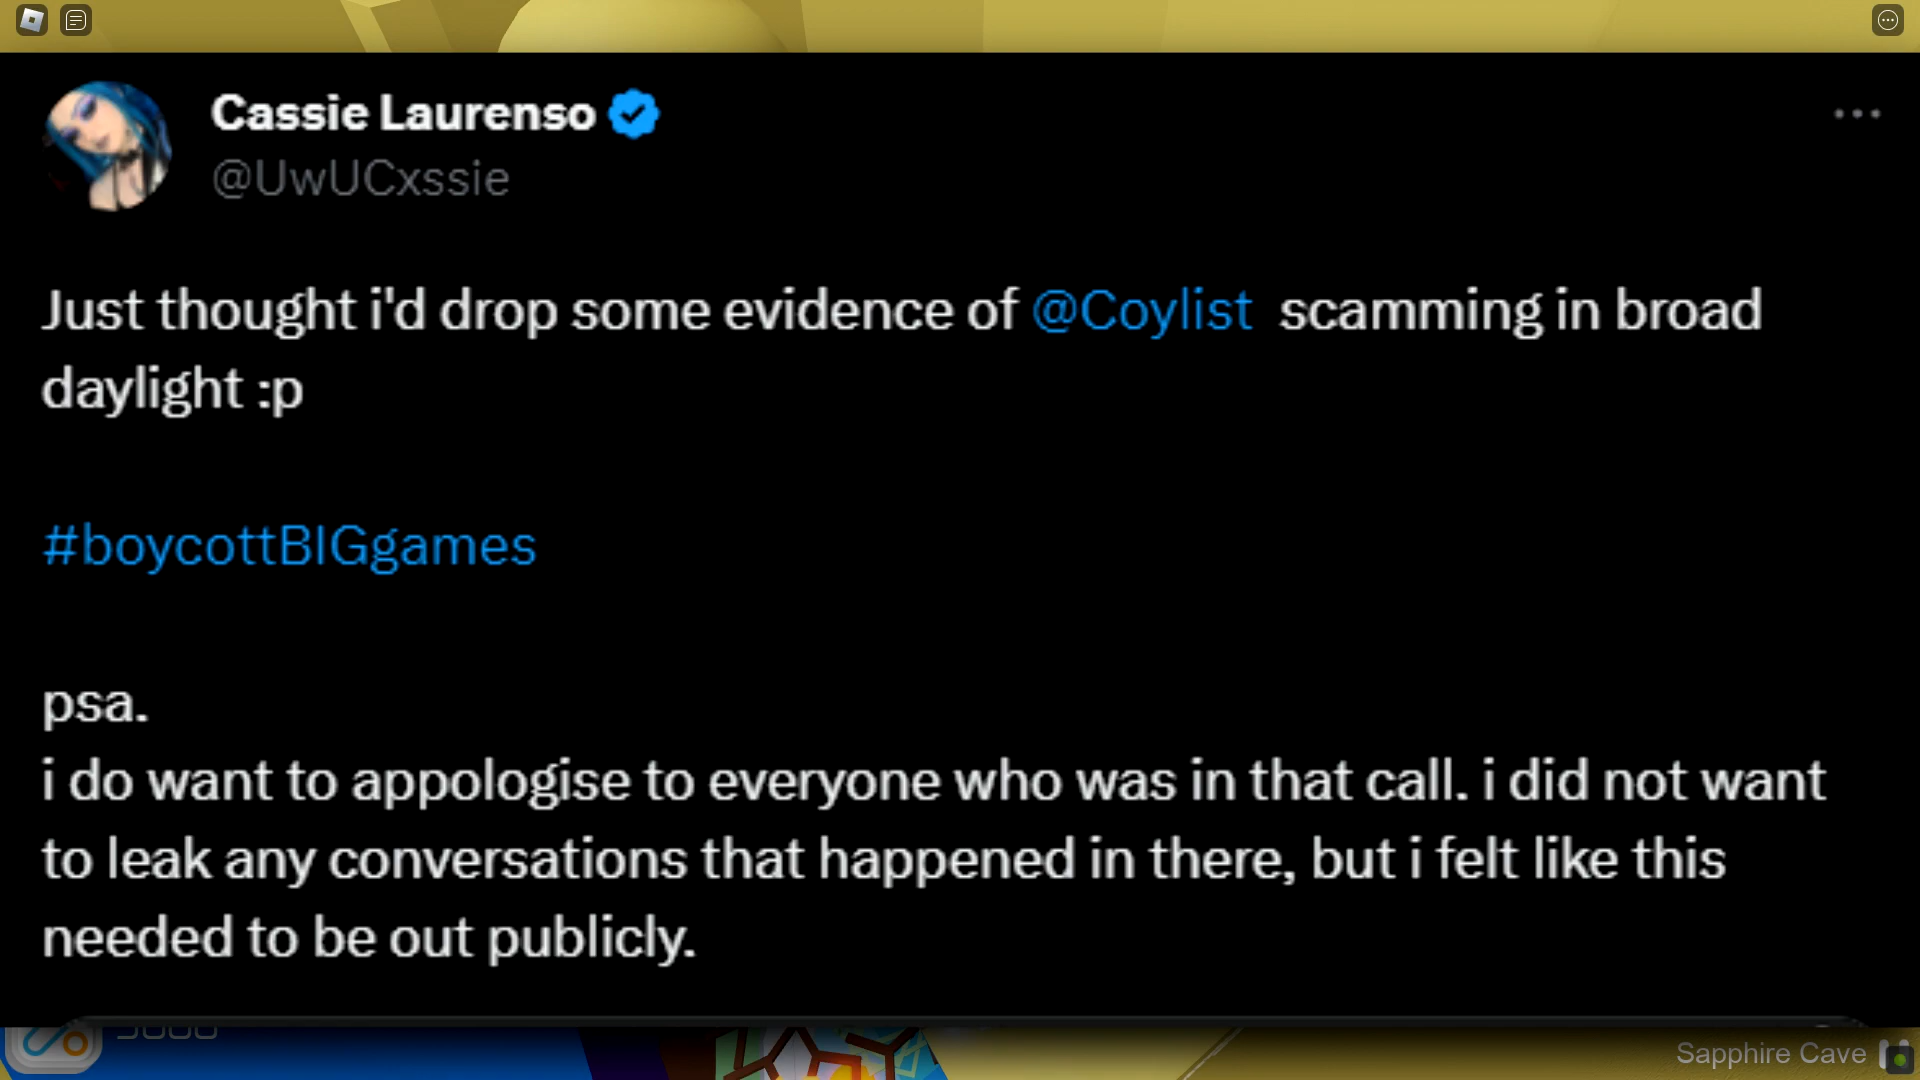 Cassie Laurenso
@UwUCxssie
Just thought i'd drop some evidence of @Coylist scamming in broad
daylight :p
#boycottBIGgames
psa.
i do want to appologise to everyone who was in that call. i did not want
to leak any conversations that happened in there, but i felt like this
needed to be out publicly.
Sapphire Cave